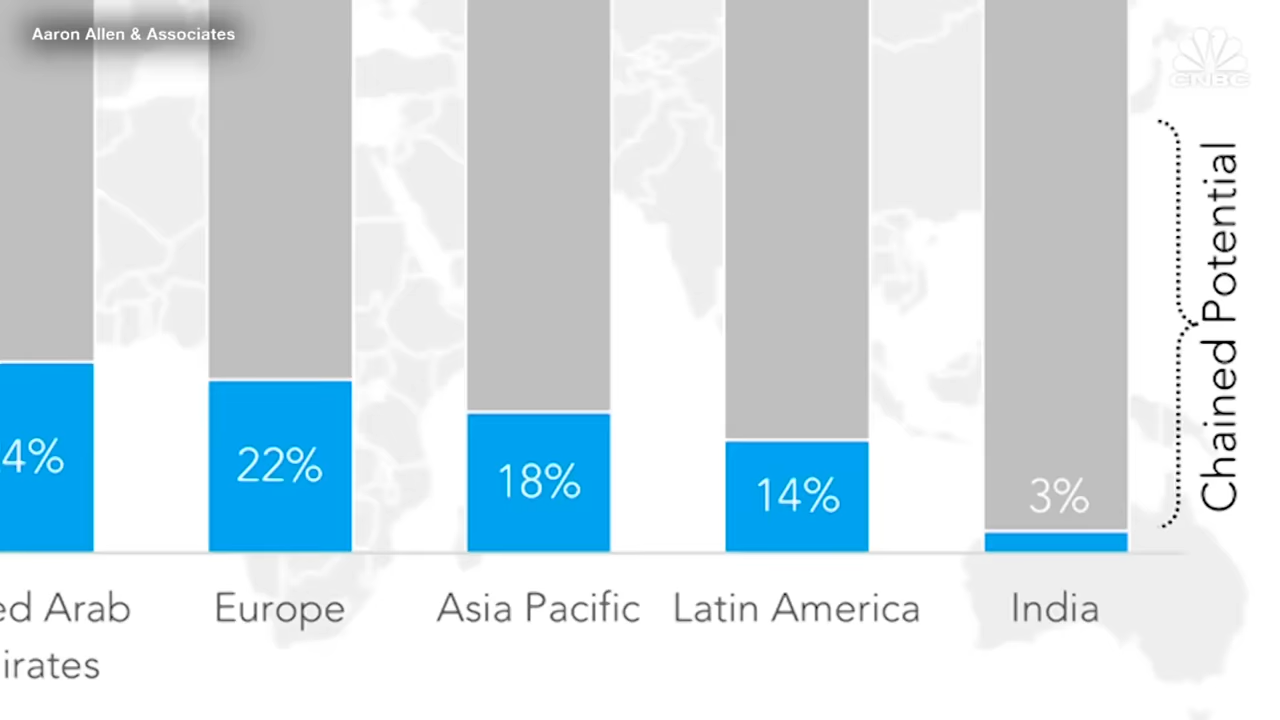 Aaron Allen & Associates
CNBC
4%
22%
18%
14%
3%
Chained Potential
ed Arab
irates
Europe
Asia Pacific
Latin America
India